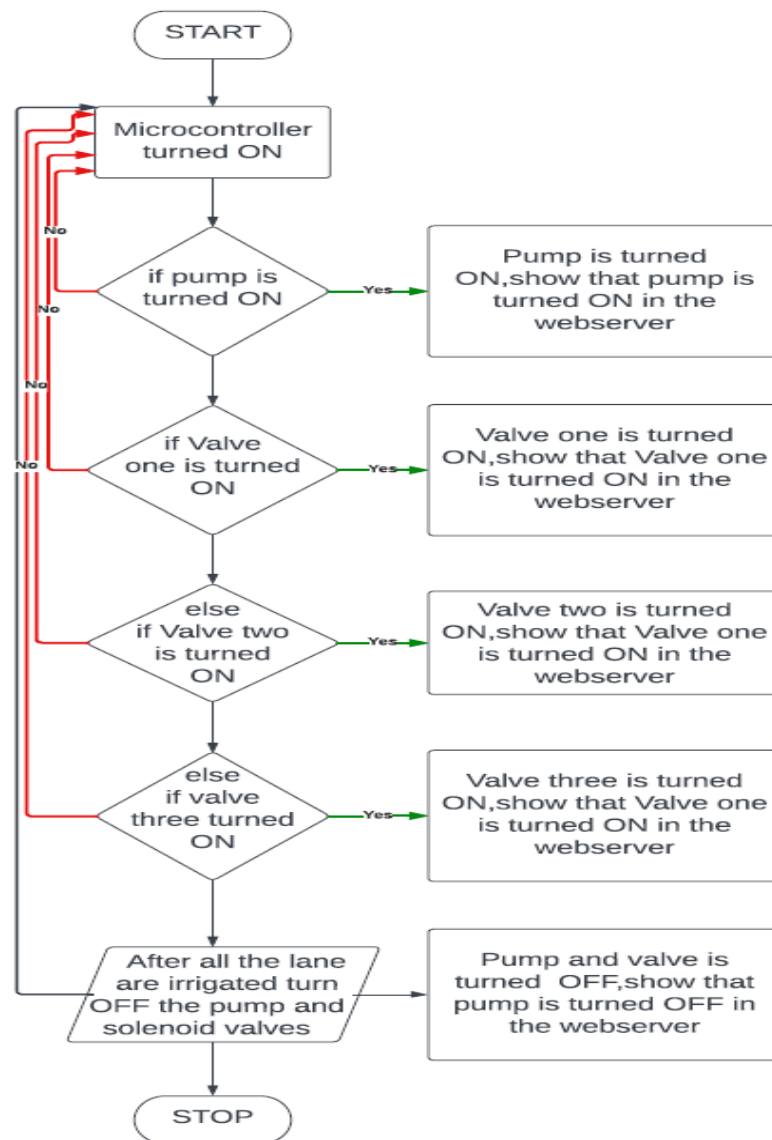 START
Microcontroller
turned ON
No
if pump is
turned ON
Yes
Pump is turned
ON,show that pump is
turned ON in the
webserver
No
if Valve
one is turned
ON
Yes
Valve one is turned
ON,show that Valve one
is turned ON in the
webserver
No
else
if Valve two
is turned
ON
Yes
Valve two is turned
ON,show that Valve one
is turned ON in the
webserver
No
else
if valve
three turned
ON
Yes
Valve three is turned
ON,show that Valve one
is turned ON in the
webserver
After all the lane
are irrigated turn
OFF the pump and
solenoid valves
Pump and valve is
turned OFF,show that
pump is turned OFF in
the webserver
STOP